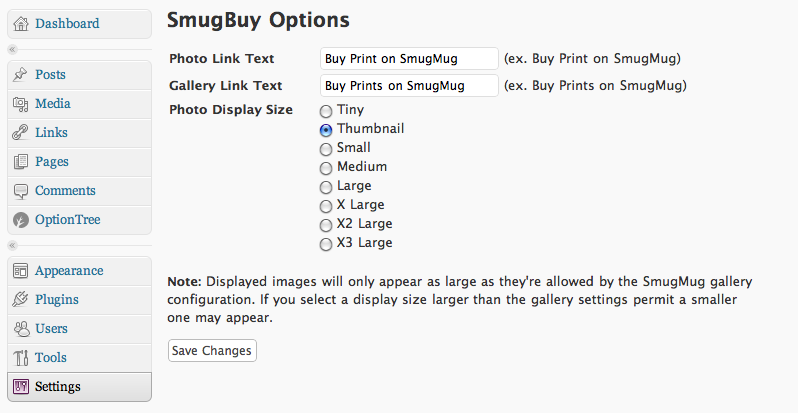 Dashboard
Posts
Media
Links
Pages
Comments
OptionTree
Appearance
Plugins
Users
Tools
Settings
SmugBuy Options
Photo Link Text Buy Print on SmugMug (ex. Buy Print on SmugMug)
Gallery Link Text Buy Prints on SmugMug (ex. Buy Prints on SmugMug)
Photo Display Size Tiny
Thumbnail
Small
Medium
Large
X Large
X2 Large
X3 Large
Note: Displayed images will only appear as large as they're allowed by the SmugMug gallery
configuration. If you select a display size larger than the gallery settings permit a smaller
one may appear.
Save Changes